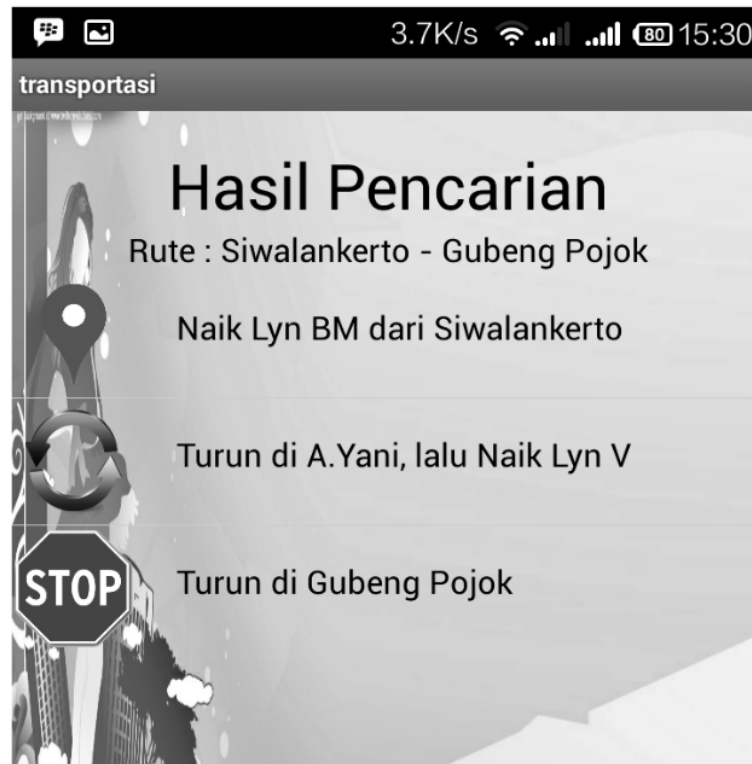 3.7K/s 80 15:30
transportasi
Hasil Pencarian
Rute : Siwalankerto - Gubeng Pojok
Naik Lyn BM dari Siwalankerto
Turun di A.Yani, lalu Naik Lyn V
STOP Turun di Gubeng Pojok